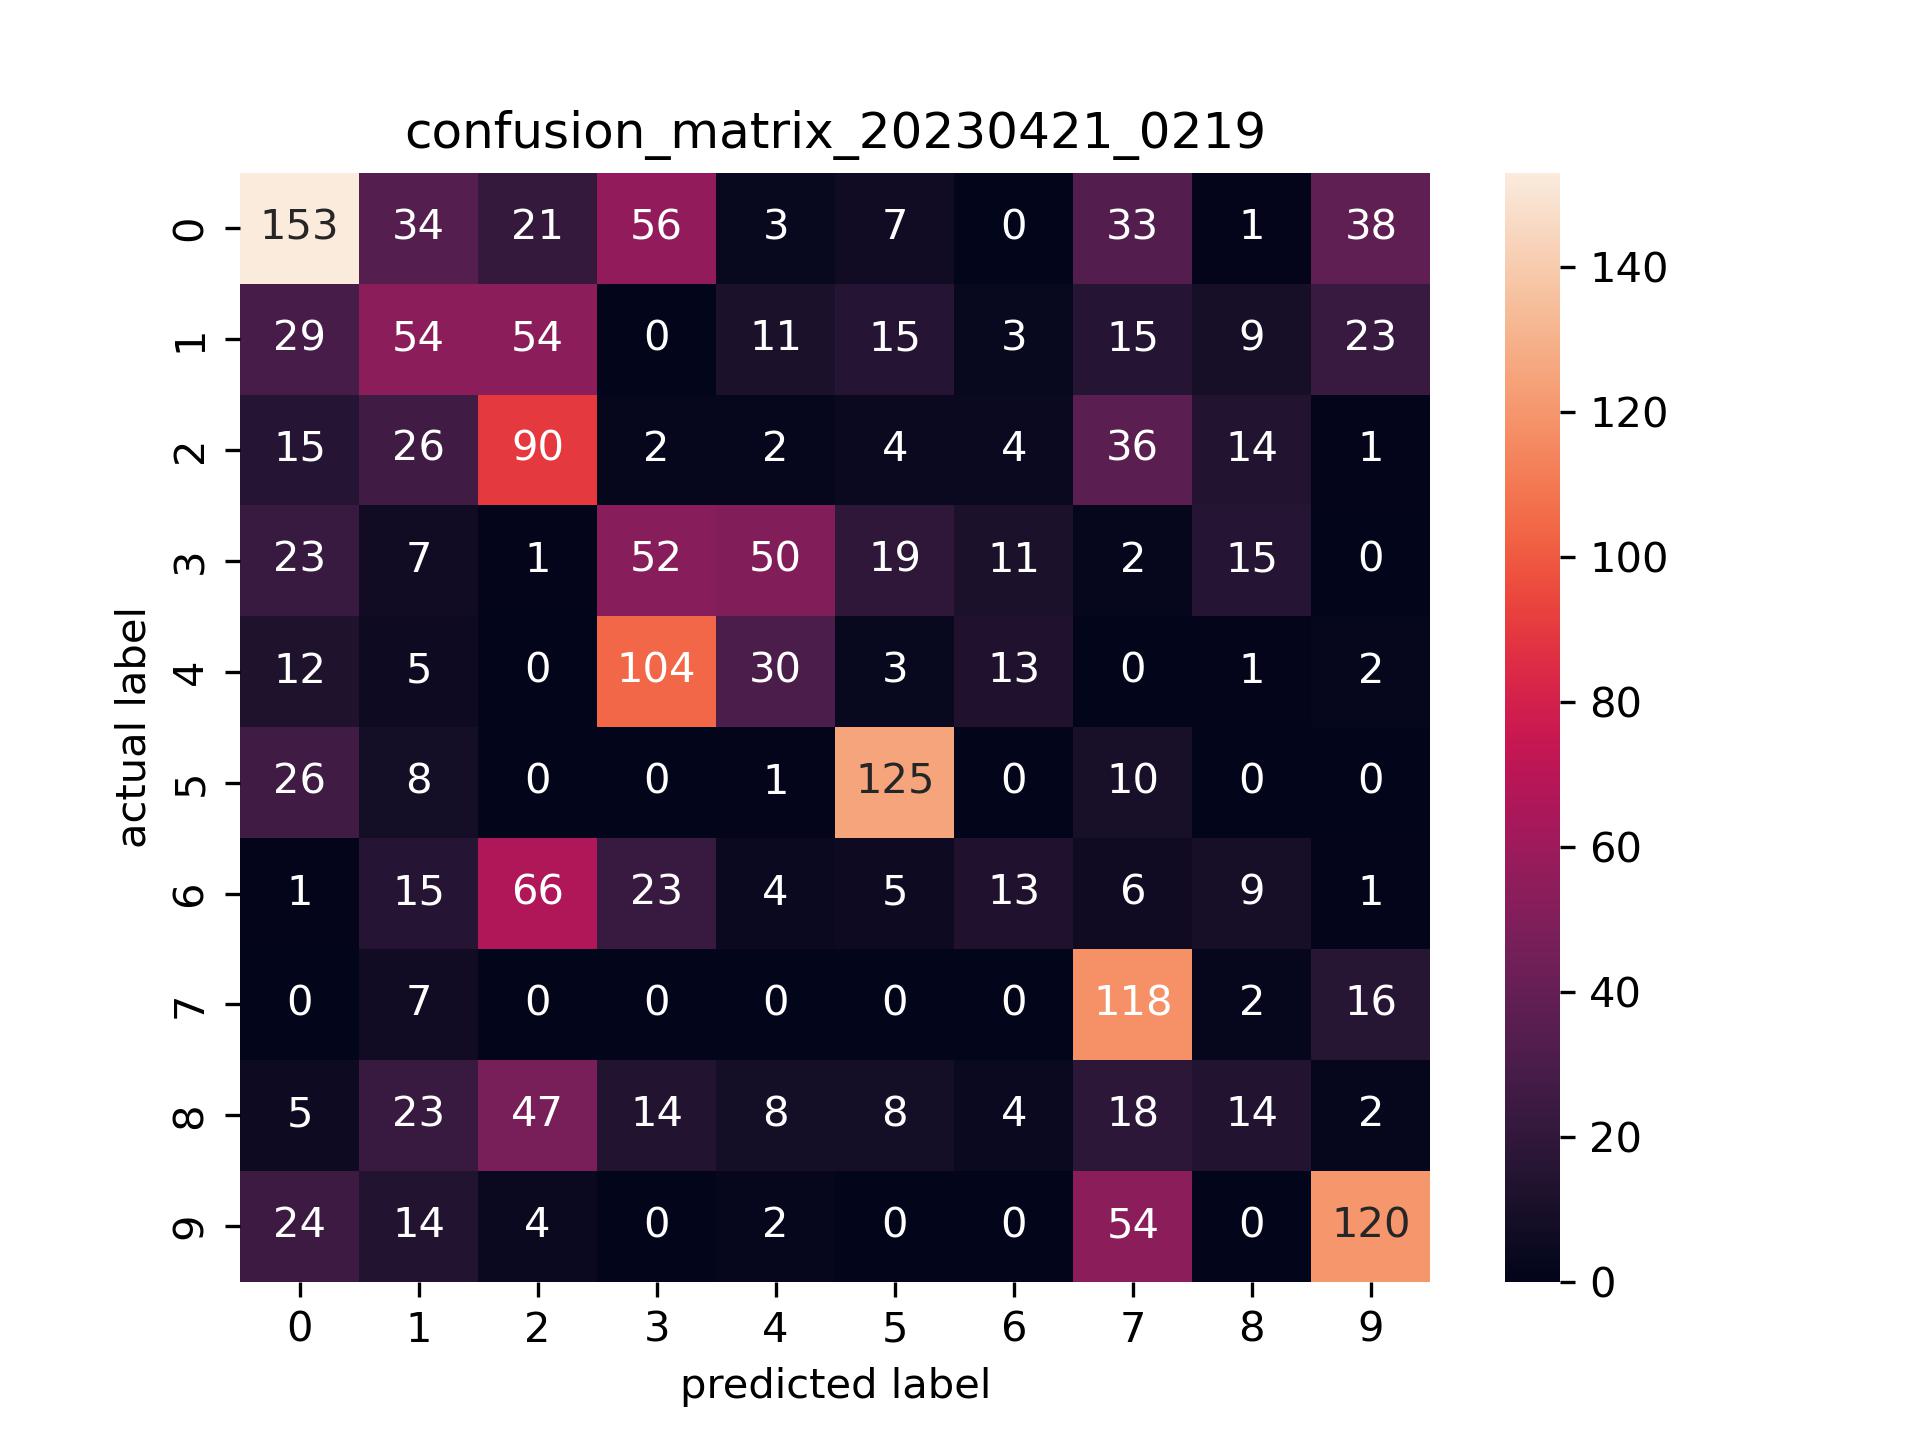 confusion_matrix_20230421_0219
0 153 34 21 56 3 7 0 33 1 38
1 29 54 54 0 11 15 3 15 9 23
2 15 26 90 2 2 4 4 36 14 1
3 23 7 1 52 50 19 11 2 15 0
4 12 5 0 104 30 3 13 0 1 2
5 26 8 0 0 1 125 0 10 0 0
6 1 15 66 23 4 5 13 6 9 1
7 0 7 0 0 0 0 0 118 2 16
8 5 23 47 14 8 8 4 18 14 2
9 24 14 4 0 2 0 0 54 0 120
0 1 2 3 4 5 6 7 8 9
predicted label
actual label
140
120
100
80
60
40
20
0